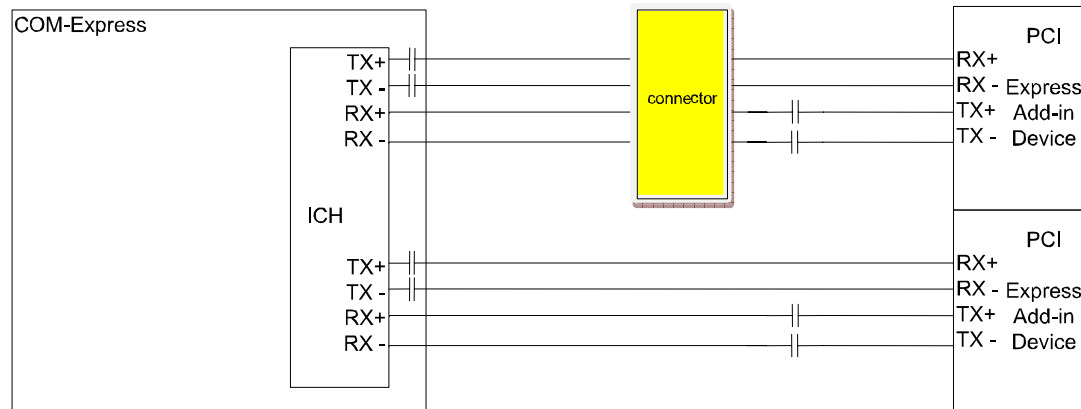 COM-Express
ICH
TX+
TX -
RX+
RX -
TX+
TX -
RX+
RX -
connector
RX+
RX -
TX+
TX -
PCI
Express
Add-in
Device
RX+
RX -
TX+
TX -
PCI
Express
Add-in
Device